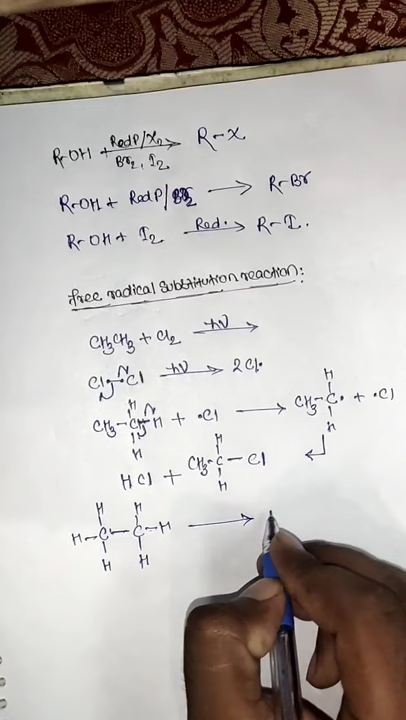 R-OH RedP/X2 Br2, I2 → R-X
R-OH + RedP/Br2 → R-Br
R-OH + I2 Red. → R-I.
free radical substitution reaction:
CH3CH3 + Cl2 hν →
Cl-Cl hν → 2Cl•
H H
CH3-C-H + •Cl → CH3-C• + •Cl
H H
H
HCl + CH3-C-Cl
H
H H
H-C-C-H →
H H